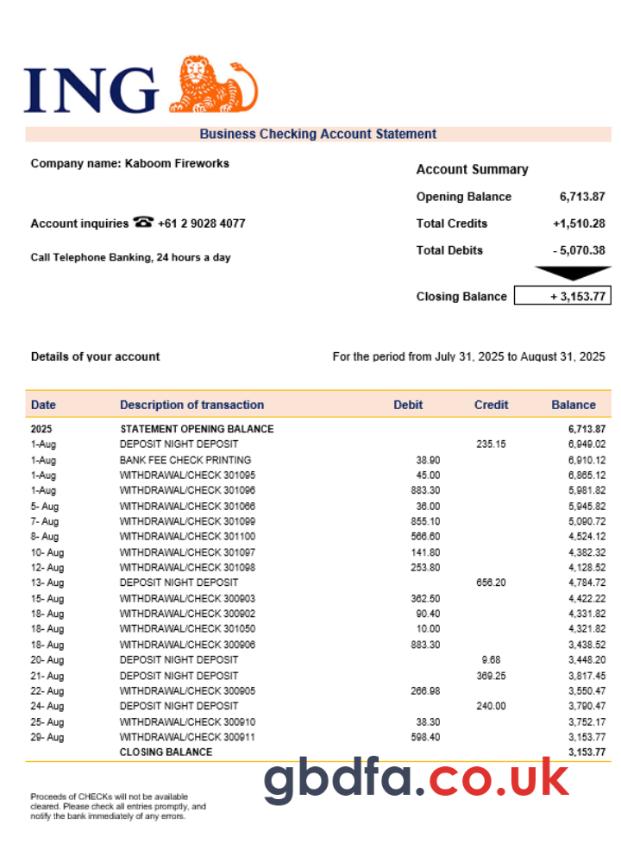 ING
Business Checking Account Statement
Company name: Kaboom Fireworks
Account inquiries ☎ +61 2 9028 4077
Call Telephone Banking, 24 hours a day
Account Summary
Opening Balance 6,713.87
Total Credits +1,510.28
Total Debits - 5,070.38
Closing Balance + 3,153.77
Details of your account For the period from July 31, 2025 to August 31, 2025
Date Description of transaction Debit Credit Balance
2025 STATEMENT OPENING BALANCE 6,713.87
1-Aug DEPOSIT NIGHT DEPOSIT 235.15 6,949.02
1-Aug BANK FEE CHECK PRINTING 38.90 6,910.12
1-Aug WITHDRAWAL/CHECK 301095 45.00 6,865.12
1-Aug WITHDRAWAL/CHECK 301096 883.30 5,981.82
5- Aug WITHDRAWAL/CHECK 301066 36.00 5,945.82
7- Aug WITHDRAWAL/CHECK 301099 855.10 5,090.72
8- Aug WITHDRAWAL/CHECK 301100 566.60 4,524.12
10- Aug WITHDRAWAL/CHECK 301097 141.80 4,382.32
12- Aug WITHDRAWAL/CHECK 301098 253.80 4,128.52
13- Aug DEPOSIT NIGHT DEPOSIT 656.20 4,784.72
15- Aug WITHDRAWAL/CHECK 300903 362.50 4,422.22
18- Aug WITHDRAWAL/CHECK 300902 90.40 4,331.82
18- Aug WITHDRAWAL/CHECK 301050 10.00 4,321.82
18- Aug WITHDRAWAL/CHECK 300906 883.30 3,438.52
20- Aug DEPOSIT NIGHT DEPOSIT 9.68 3,448.20
21- Aug DEPOSIT NIGHT DEPOSIT 369.25 3,817.45
22- Aug WITHDRAWAL/CHECK 300905 266.98 3,550.47
24- Aug DEPOSIT NIGHT DEPOSIT 240.00 3,790.47
25- Aug WITHDRAWAL/CHECK 300910 38.30 3,752.17
29- Aug WITHDRAWAL/CHECK 300911 598.40 3,153.77
CLOSING BALANCE 3,153.77
gbdfa.co.uk
Proceeds of CHECKs will not be available
cleared. Please check all entries promptly, and
notify the bank immediately of any errors.